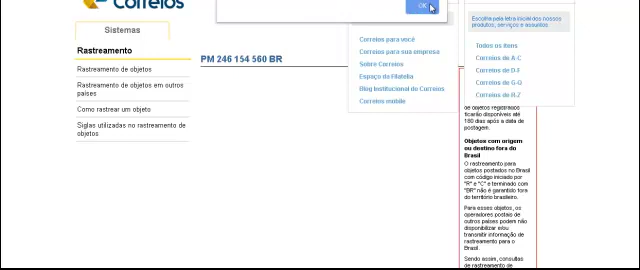 Correios
OK
Sistemas
Rastreamento
Rastreamento de objetos
Rastreamento de objetos em outros
países
Como rastrear um objeto
Siglas utilizadas no rastreamento de
objetos
PM 246 154 560 BR
Correios para você
Correios para sua empresa
Sobre Correios
Espaço da Filatelia
Blog Institucional de Correios
Correios mobile
Escolha pela letra inicial dos nossos
produtos, serviços e assuntos
Todos os itens
Correios de A-C
Correios de D-F
Correios de G-Q
Correios de R-Z
de objetos registrados
ficarão disponíveis até
180 dias após a data de
postagem.
Objetos com origem
ou destino fora do
Brasil
O rastreamento para
objetos postados no Brasil
com código iniciado por
"R" e "C" e terminado com
"BR" não é garantido fora
do território brasileiro.
Para esses objetos, os
operadores postais de
outros países podem não
disponibilizar e/ou
transmitir informação de
rastreamento para o
Brasil.
Sendo assim, consultas
de rastreamento de